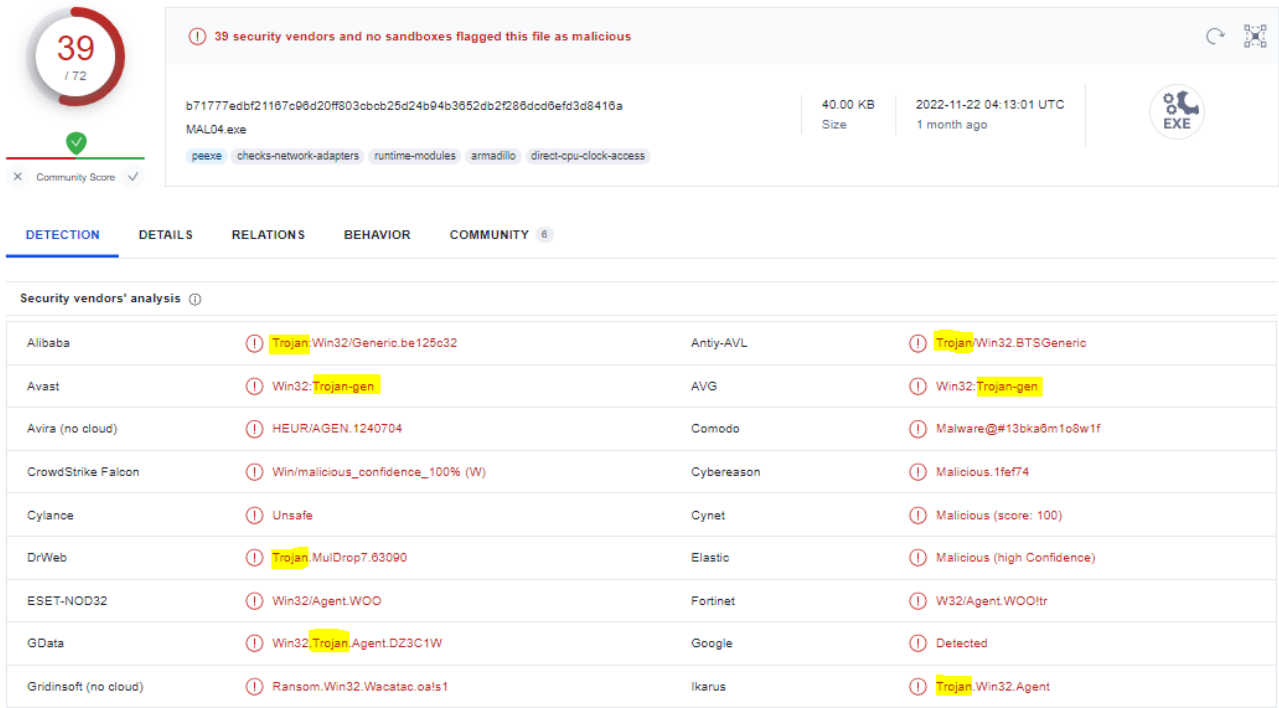 39
/ 72
Community Score
39 security vendors and no sandboxes flagged this file as malicious
b71777edbf21167c96d20ff803cbcb25d24b94b3652db2f286dcd6efd3d8416a
MAL04.exe
peexe checks-network-adapters runtime-modules armadillo direct-cpu-clock-access
40.00 KB
Size
2022-11-22 04:13:01 UTC
1 month ago
EXE
DETECTION DETAILS RELATIONS BEHAVIOR COMMUNITY 6
Security vendors' analysis
Alibaba Trojan:Win32/Generic.be125c32 Antiy-AVL Trojan/Win32.BTSGeneric
Avast Win32:Trojan-gen AVG Win32:Trojan-gen
Avira (no cloud) HEUR/AGEN.1240704 Comodo Malware@#13bka6m1o8w1f
CrowdStrike Falcon Win/malicious_confidence_100% (W) Cybereason Malicious.1fef74
Cylance Unsafe Cynet Malicious (score: 100)
DrWeb Trojan.MulDrop7.63090 Elastic Malicious (high Confidence)
ESET-NOD32 Win32/Agent.WOO Fortinet W32/Agent.WOO!tr
GData Win32.Trojan.Agent.DZ3C1W Google Detected
Gridinsoft (no cloud) Ransom.Win32.Wacatac.oa!s1 Ikarus Trojan.Win32.Agent